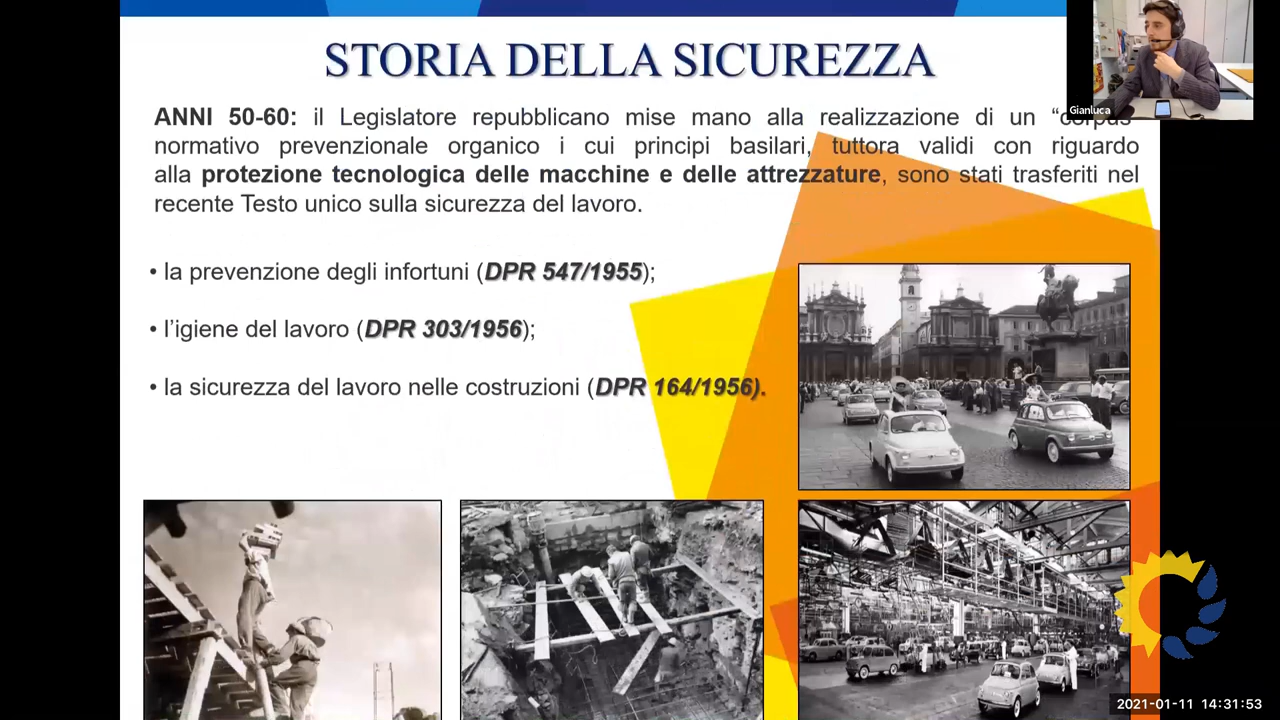 STORIA DELLA SICUREZZA
Gianluca
ANNI 50-60: il Legislatore repubblicano mise mano alla realizzazione di un “corpus”
normativo prevenzionale organico i cui principi basilari, tuttora validi con riguardo
alla protezione tecnologica delle macchine e delle attrezzature, sono stati trasferiti nel
recente Testo unico sulla sicurezza del lavoro.
• la prevenzione degli infortuni (DPR 547/1955);
• l’igiene del lavoro (DPR 303/1956);
• la sicurezza del lavoro nelle costruzioni (DPR 164/1956).
2021-01-11 14:31:53